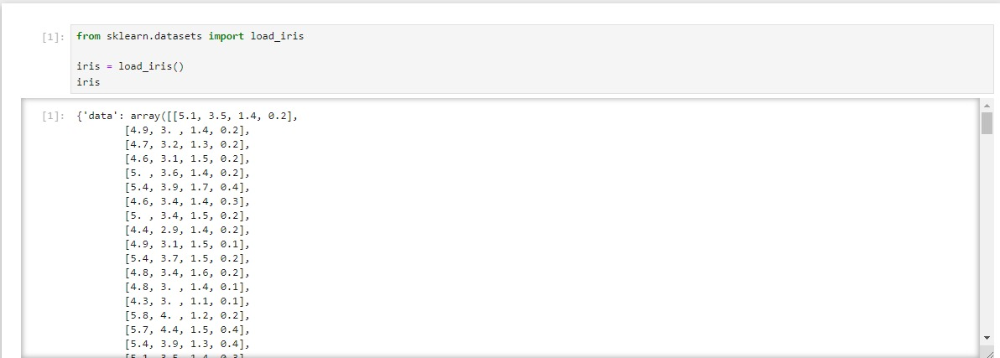 [1]: from sklearn.datasets import load_iris
iris = load_iris()
iris
[1]: {'data': array([[5.1, 3.5, 1.4, 0.2],
[4.9, 3. , 1.4, 0.2],
[4.7, 3.2, 1.3, 0.2],
[4.6, 3.1, 1.5, 0.2],
[5. , 3.6, 1.4, 0.2],
[5.4, 3.9, 1.7, 0.4],
[4.6, 3.4, 1.4, 0.3],
[5. , 3.4, 1.5, 0.2],
[4.4, 2.9, 1.4, 0.2],
[4.9, 3.1, 1.5, 0.1],
[5.4, 3.7, 1.5, 0.2],
[4.8, 3.4, 1.6, 0.2],
[4.8, 3. , 1.4, 0.1],
[4.3, 3. , 1.1, 0.1],
[5.8, 4. , 1.2, 0.2],
[5.7, 4.4, 1.5, 0.4],
[5.4, 3.9, 1.3, 0.4],